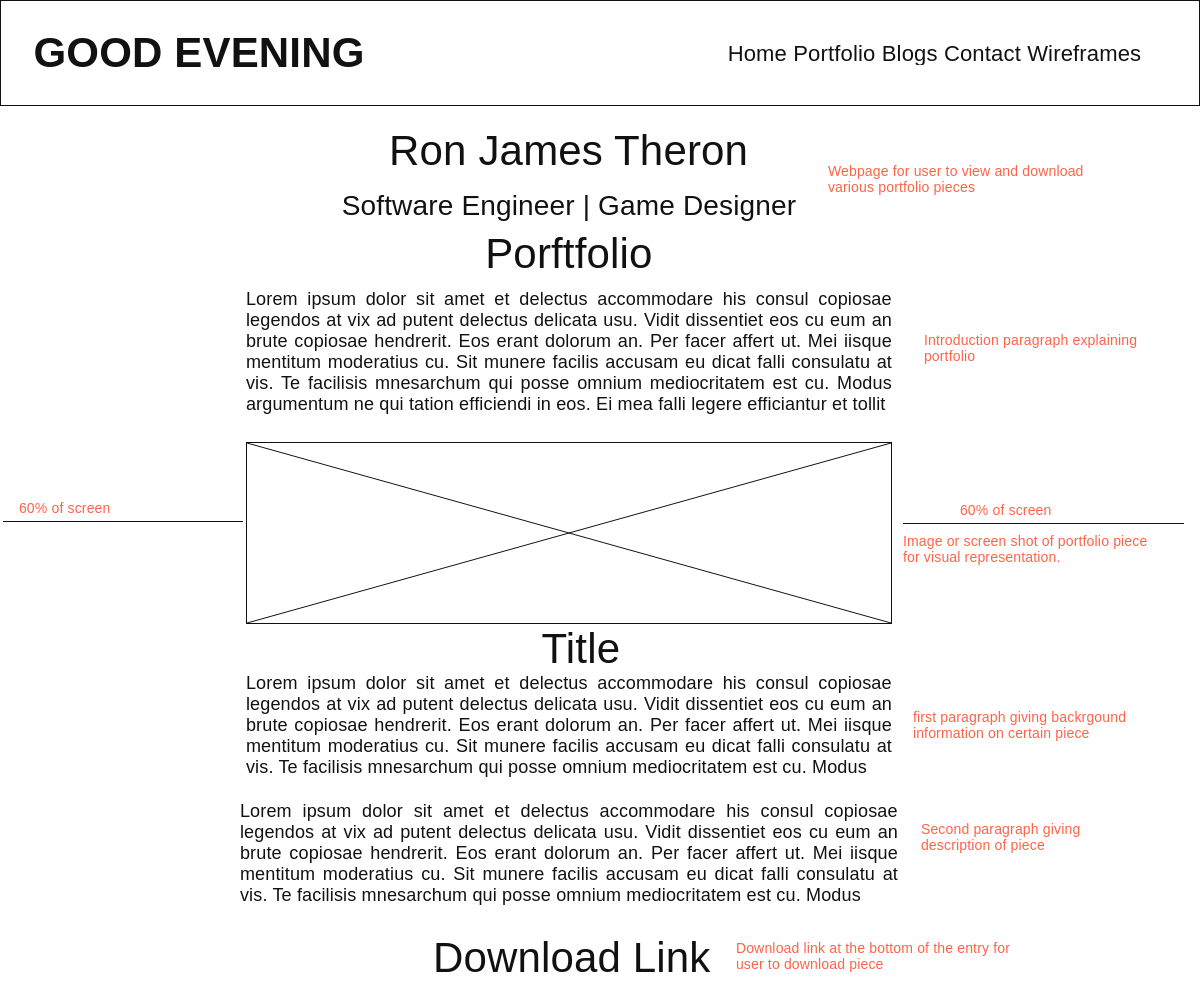 GOOD EVENING
Home Portfolio Blogs Contact Wireframes
Ron James Theron
Webpage for user to view and download
various portfolio pieces
Software Engineer | Game Designer
Porftfolio
Lorem ipsum dolor sit amet et delectus accommodare his consul copiosae
legendos at vix ad putent delectus delicata usu. Vidit dissentiet eos cu eum an
brute copiosae hendrerit. Eos erant dolorum an. Per facer affert ut. Mei iisque
mentitum moderatius cu. Sit munere facilis accusam eu dicat falli consulatu at
vis. Te facilisis mnesarchum qui posse omnium mediocritatem est cu. Modus
argumentum ne qui tation efficiendi in eos. Ei mea falli legere efficiantur et tollit
Introduction paragraph explaining
portfolio
60% of screen
60% of screen
Image or screen shot of portfolio piece
for visual representation.
Title
Lorem ipsum dolor sit amet et delectus accommodare his consul copiosae
legendos at vix ad putent delectus delicata usu. Vidit dissentiet eos cu eum an
brute copiosae hendrerit. Eos erant dolorum an. Per facer affert ut. Mei iisque
mentitum moderatius cu. Sit munere facilis accusam eu dicat falli consulatu at
vis. Te facilisis mnesarchum qui posse omnium mediocritatem est cu. Modus
first paragraph giving backrgound
information on certain piece
Lorem ipsum dolor sit amet et delectus accommodare his consul copiosae
legendos at vix ad putent delectus delicata usu. Vidit dissentiet eos cu eum an
brute copiosae hendrerit. Eos erant dolorum an. Per facer affert ut. Mei iisque
mentitum moderatius cu. Sit munere facilis accusam eu dicat falli consulatu at
vis. Te facilisis mnesarchum qui posse omnium mediocritatem est cu. Modus
Second paragraph giving
description of piece
Download Link
Download link at the bottom of the entry for
user to download piece